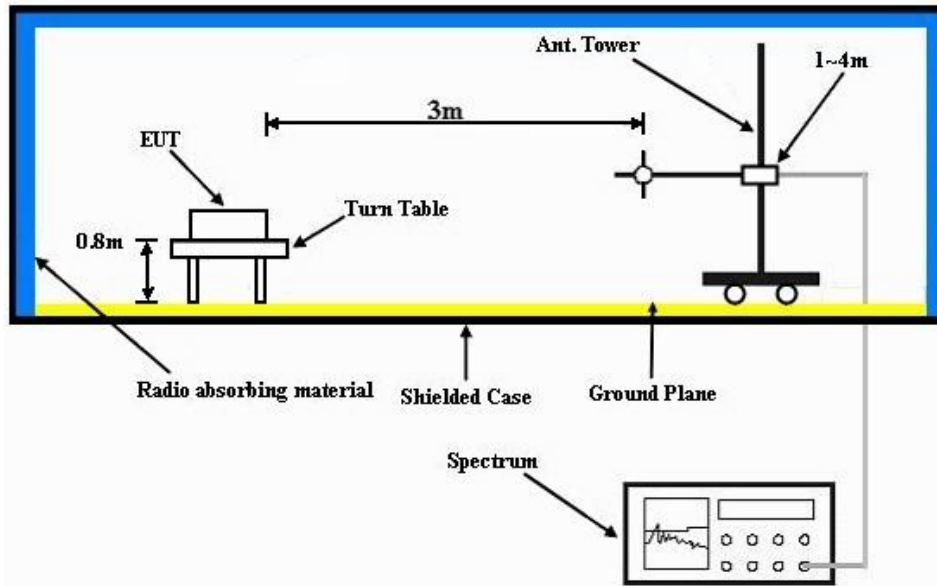 Ant. Tower
1~4m
3m
EUT
Turn Table
0.8m
Radio absorbing material
Shielded Case
Ground Plane
Spectrum